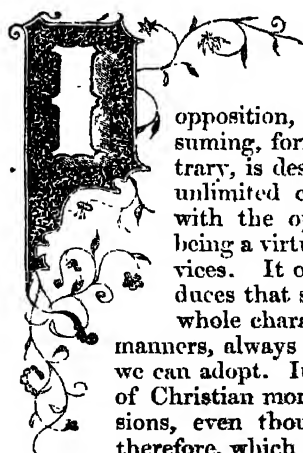 I
opposition,
suming, for
trary, is des
unlimited c
with the o
being a virtu
vices. It o
duces that s
whole chara
manners, always
we can adopt. I
of Christian mor
sions, even thou
therefore, which